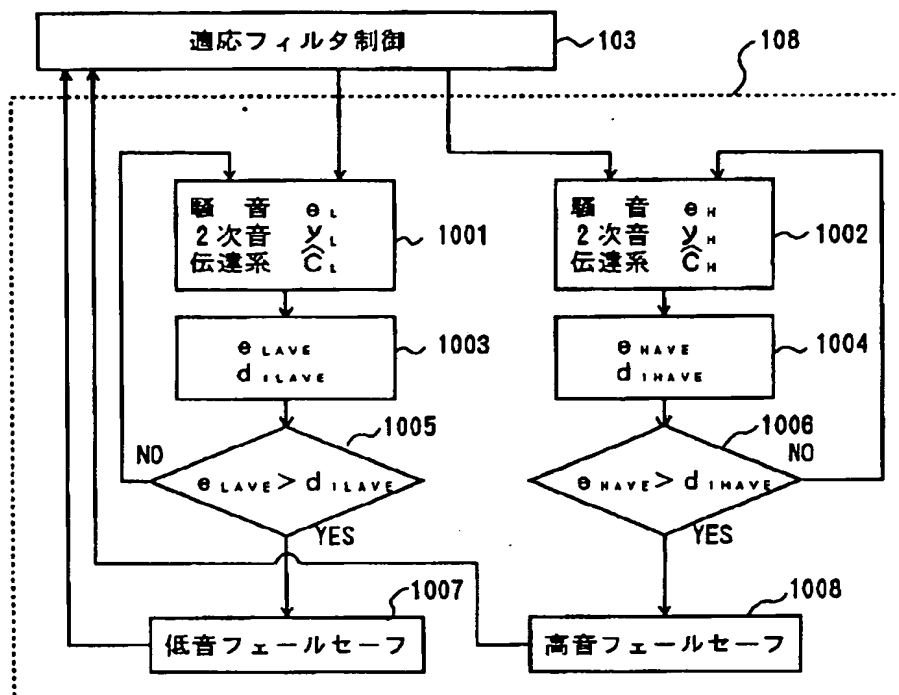 適応フィルタ制御
103
108
騒音 eL
2次音 yL
伝達系 ĈL
1001
騒音 eH
2次音 yH
伝達系 ĈH
1002
eLAVE
d1LAVE
1003
eHAVE
d1HAVE
1004
1005
NO
eLAVE > d1LAVE
YES
1006
NO
eHAVE > d1HAVE
YES
1007
低音フェールセーフ
1008
高音フェールセーフ